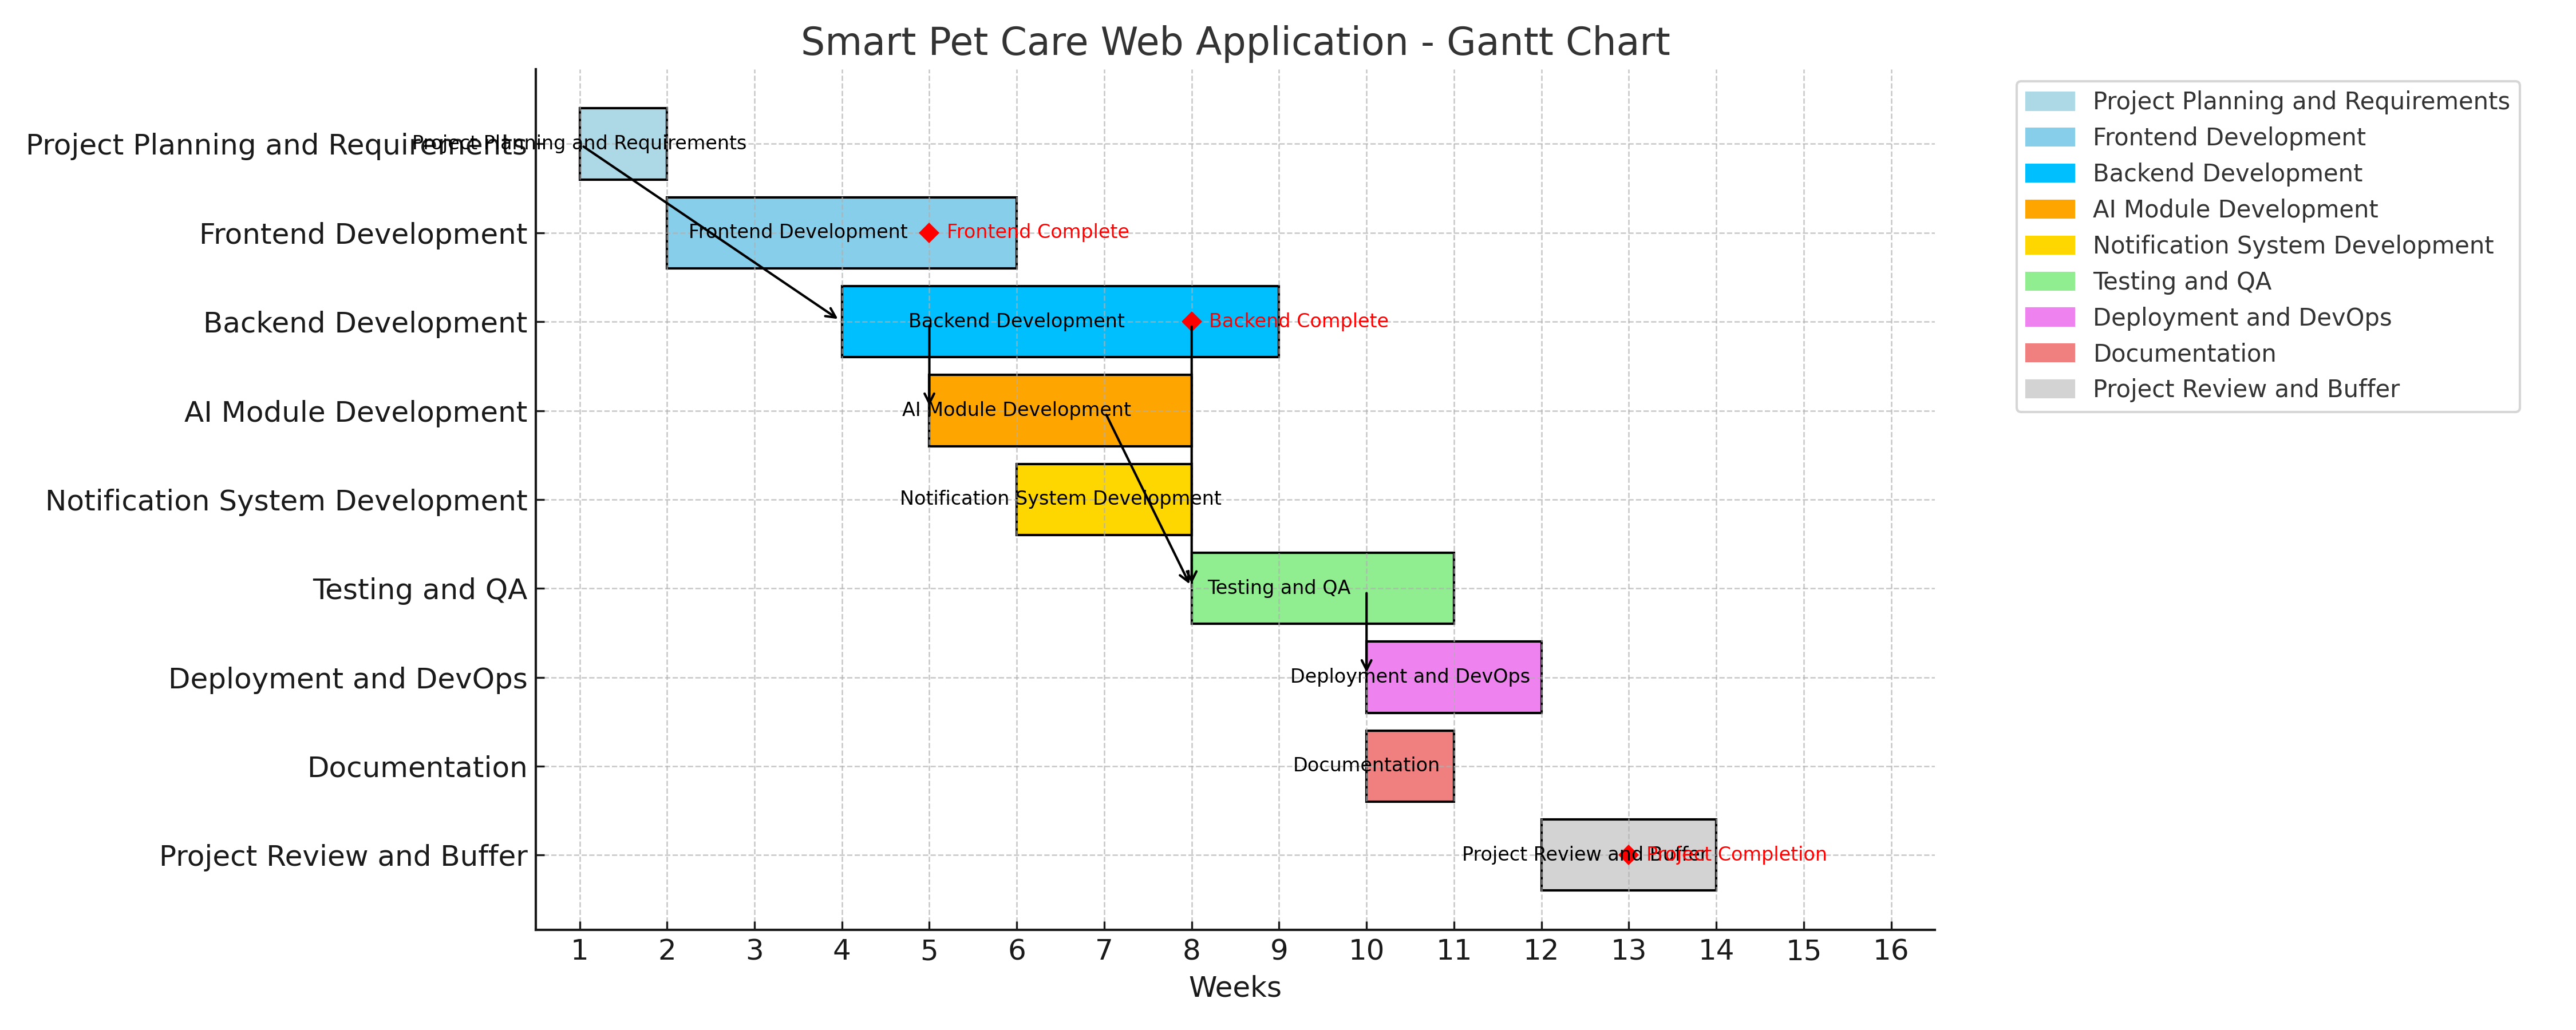 Smart Pet Care Web Application - Gantt Chart
Project Planning and Requirements
Project Planning and Requirements
Frontend Development
Frontend Development
Frontend Complete
Backend Development
Backend Development
Backend Complete
AI Module Development
AI Module Development
Notification System Development
Notification System Development
Testing and QA
Testing and QA
Deployment and DevOps
Deployment and DevOps
Documentation
Documentation
Project Review and Buffer
Project Review and Buffer
Project Completion
1 2 3 4 5 6 7 8 9 10 11 12 13 14 15 16
Weeks
Project Planning and Requirements
Frontend Development
Backend Development
AI Module Development
Notification System Development
Testing and QA
Deployment and DevOps
Documentation
Project Review and Buffer